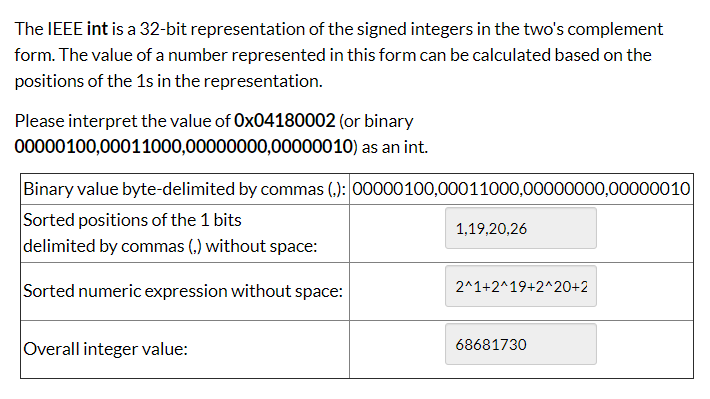 The IEEE int is a 32-bit representation of the signed integers in the two's complement
form. The value of a number represented in this form can be calculated based on the
positions of the 1s in the representation.
Please interpret the value of 0x04180002 (or binary
00000100,00011000,00000000,00000010) as an int.
Binary value byte-delimited by commas (,): 00000100,00011000,00000000,00000010
Sorted positions of the 1 bits
delimited by commas (,) without space:
1,19,20,26
Sorted numeric expression without space: 2^1+2^19+2^20+2
Overall integer value: 68681730